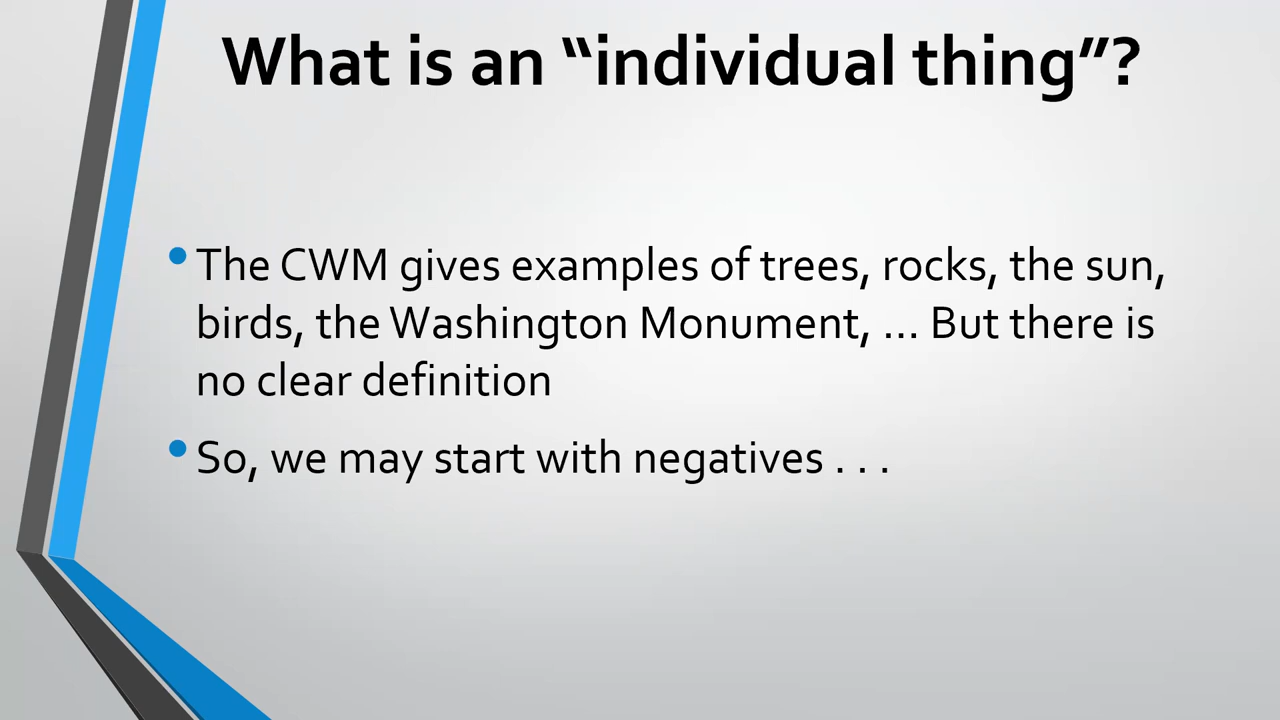 What is an “individual thing”?
• The CWM gives examples of trees, rocks, the sun,
birds, the Washington Monument, … But there is
no clear definition
• So, we may start with negatives . . .